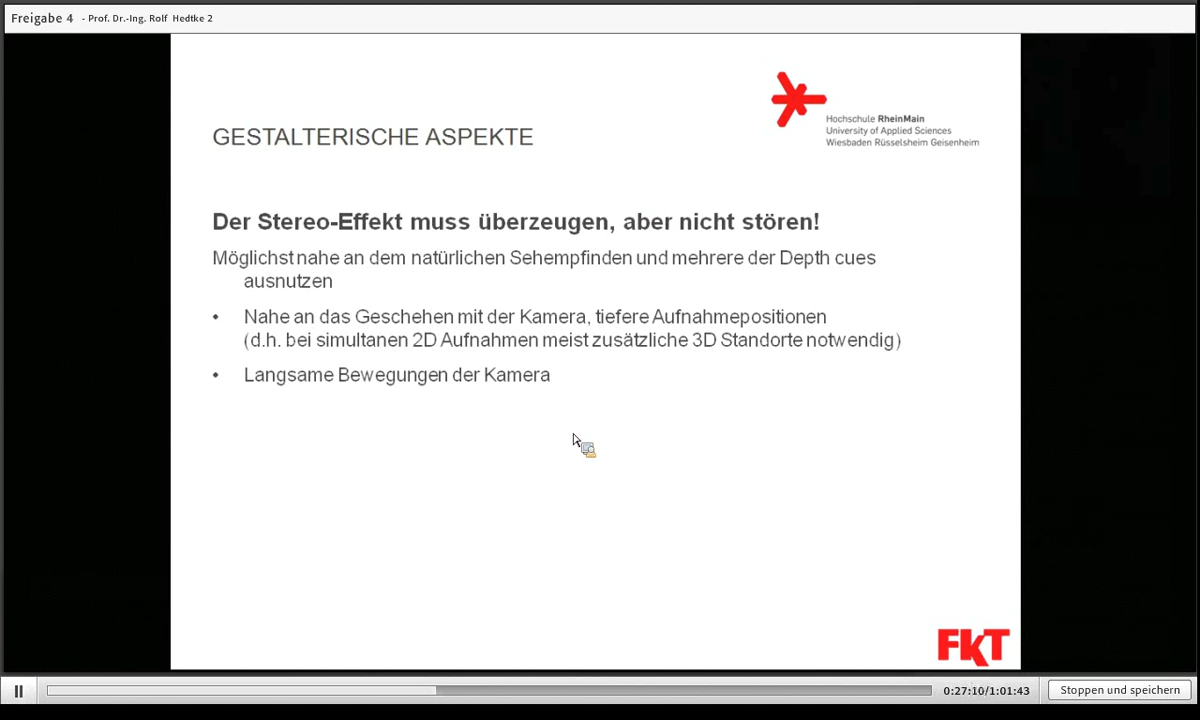 Freigabe 4 - Prof. Dr.-Ing. Rolf Hedtke 2
Hochschule RheinMain
University of Applied Sciences
Wiesbaden Rüsselsheim Geisenheim
GESTALTERISCHE ASPEKTE
Der Stereo-Effekt muss überzeugen, aber nicht stören!
Möglichst nahe an dem natürlichen Sehempfinden und mehrere der Depth cues
ausnutzen
• Nahe an das Geschehen mit der Kamera, tiefere Aufnahmepositionen
(d.h. bei simultanen 2D Aufnahmen meist zusätzliche 3D Standorte notwendig)
• Langsame Bewegungen der Kamera
FKT
0:27:10/1:01:43
Stoppen und speichern